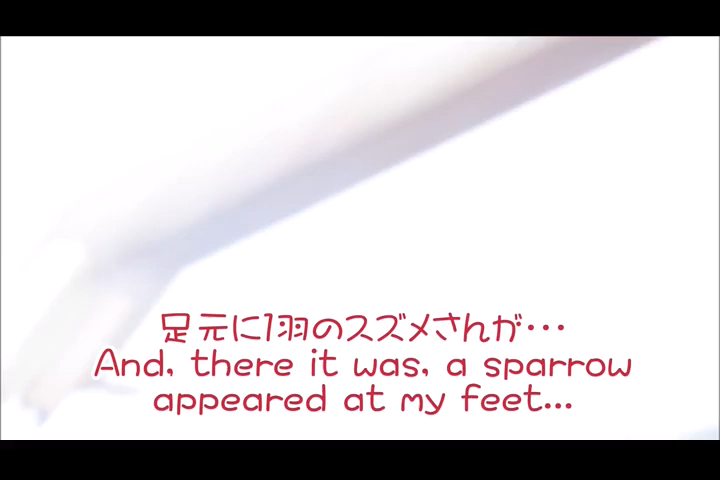 足元に1羽のスズメさんが・・・
And, there it was, a sparrow
appeared at my feet...